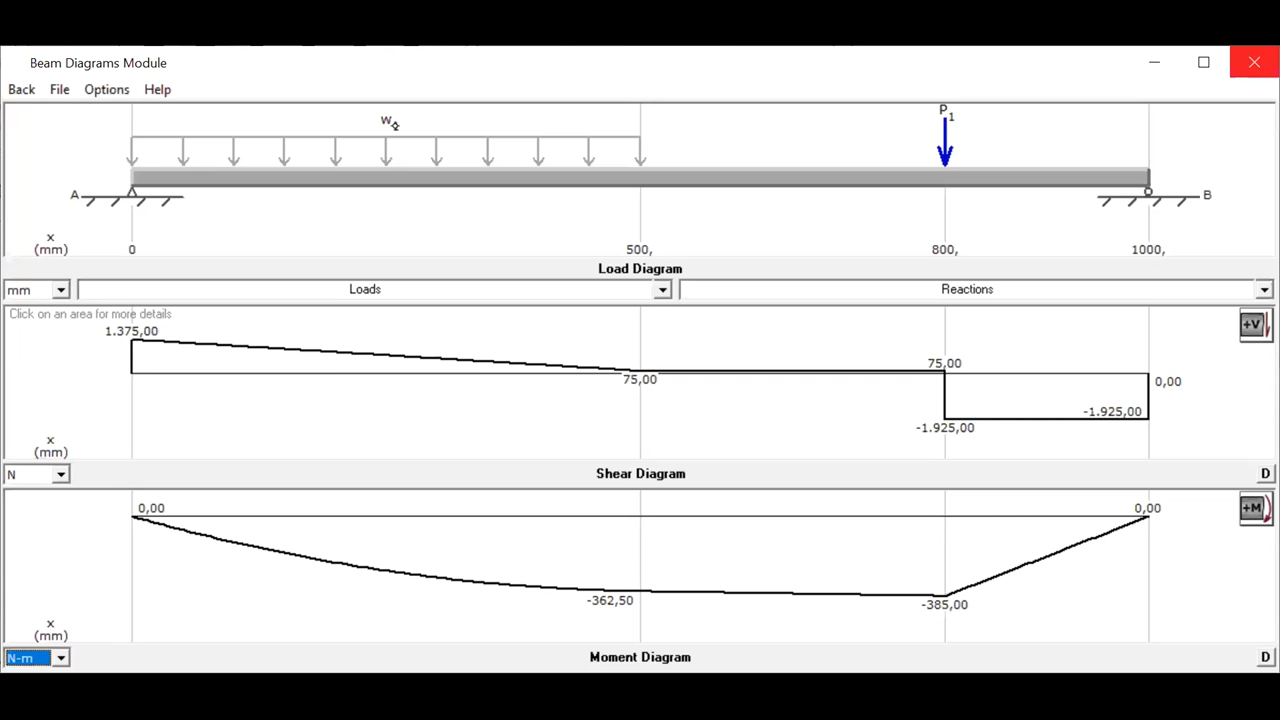 Beam Diagrams Module
Back File Options Help
w
P1
A
B
x
(mm)
0 500, 800, 1000,
Load Diagram
mm Loads Reactions
Click on an area for more details
+V
1.375,00
75,00
75,00
0,00
-1.925,00
-1.925,00
x
(mm)
N Shear Diagram D
0,00
0,00
+M
-362,50
-385,00
x
(mm)
N-m Moment Diagram D